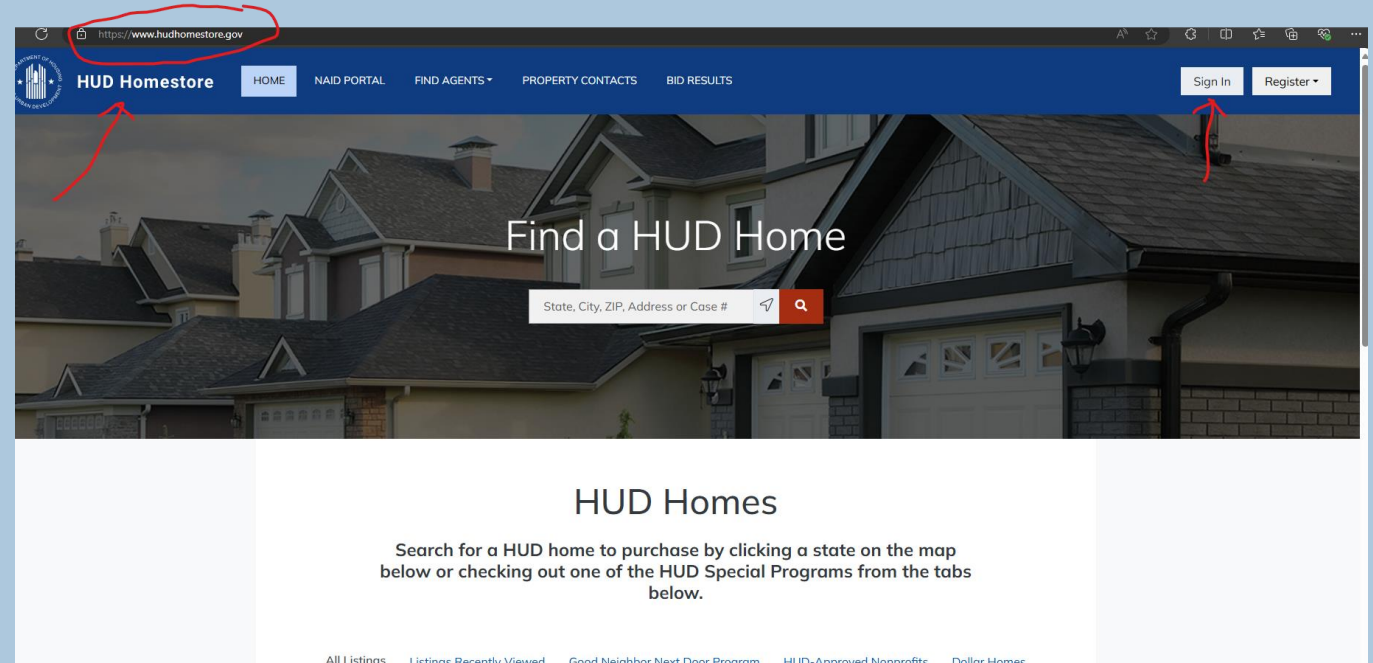 https://www.hudhomestore.gov
HUD Homestore
HOME
NAID PORTAL
FIND AGENTS
PROPERTY CONTACTS
BID RESULTS
Sign In
Register
Find a HUD Home
State, City, ZIP, Address or Case #
HUD Homes
Search for a HUD home to purchase by clicking a state on the map
below or checking out one of the HUD Special Programs from the tabs
below.
All Listings
Listings Recently Viewed
Good Neighbor Next Door Program
HUD-Approved Nonprofits
Dollar Homes